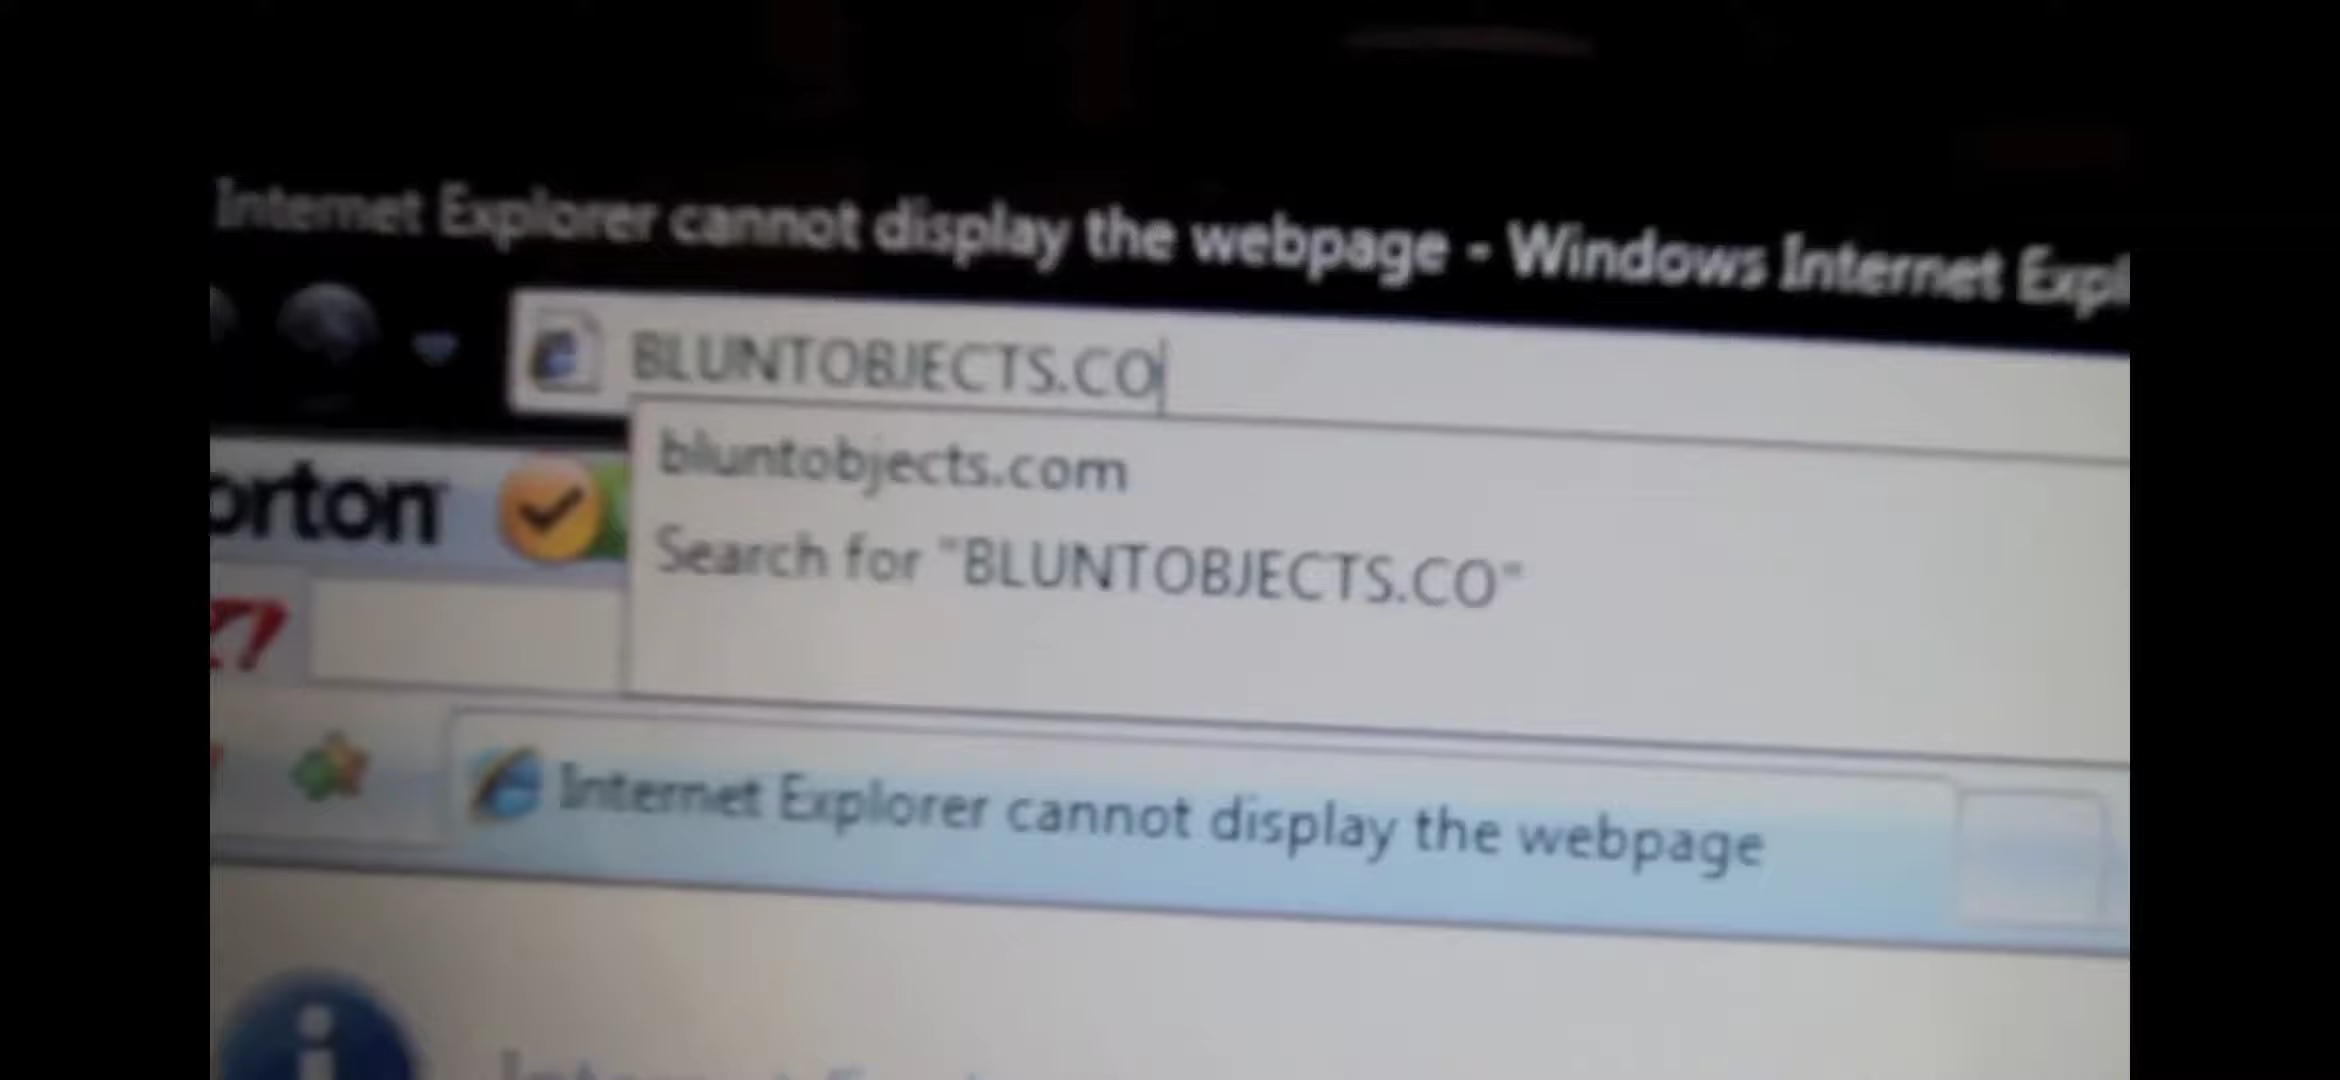 Internet Explorer cannot display the webpage - Windows Internet Expl
BLUNTOBJECTS.CO
bluntobjects.com
orton
Search for "BLUNTOBJECTS.CO"
Y!
Internet Explorer cannot display the webpage